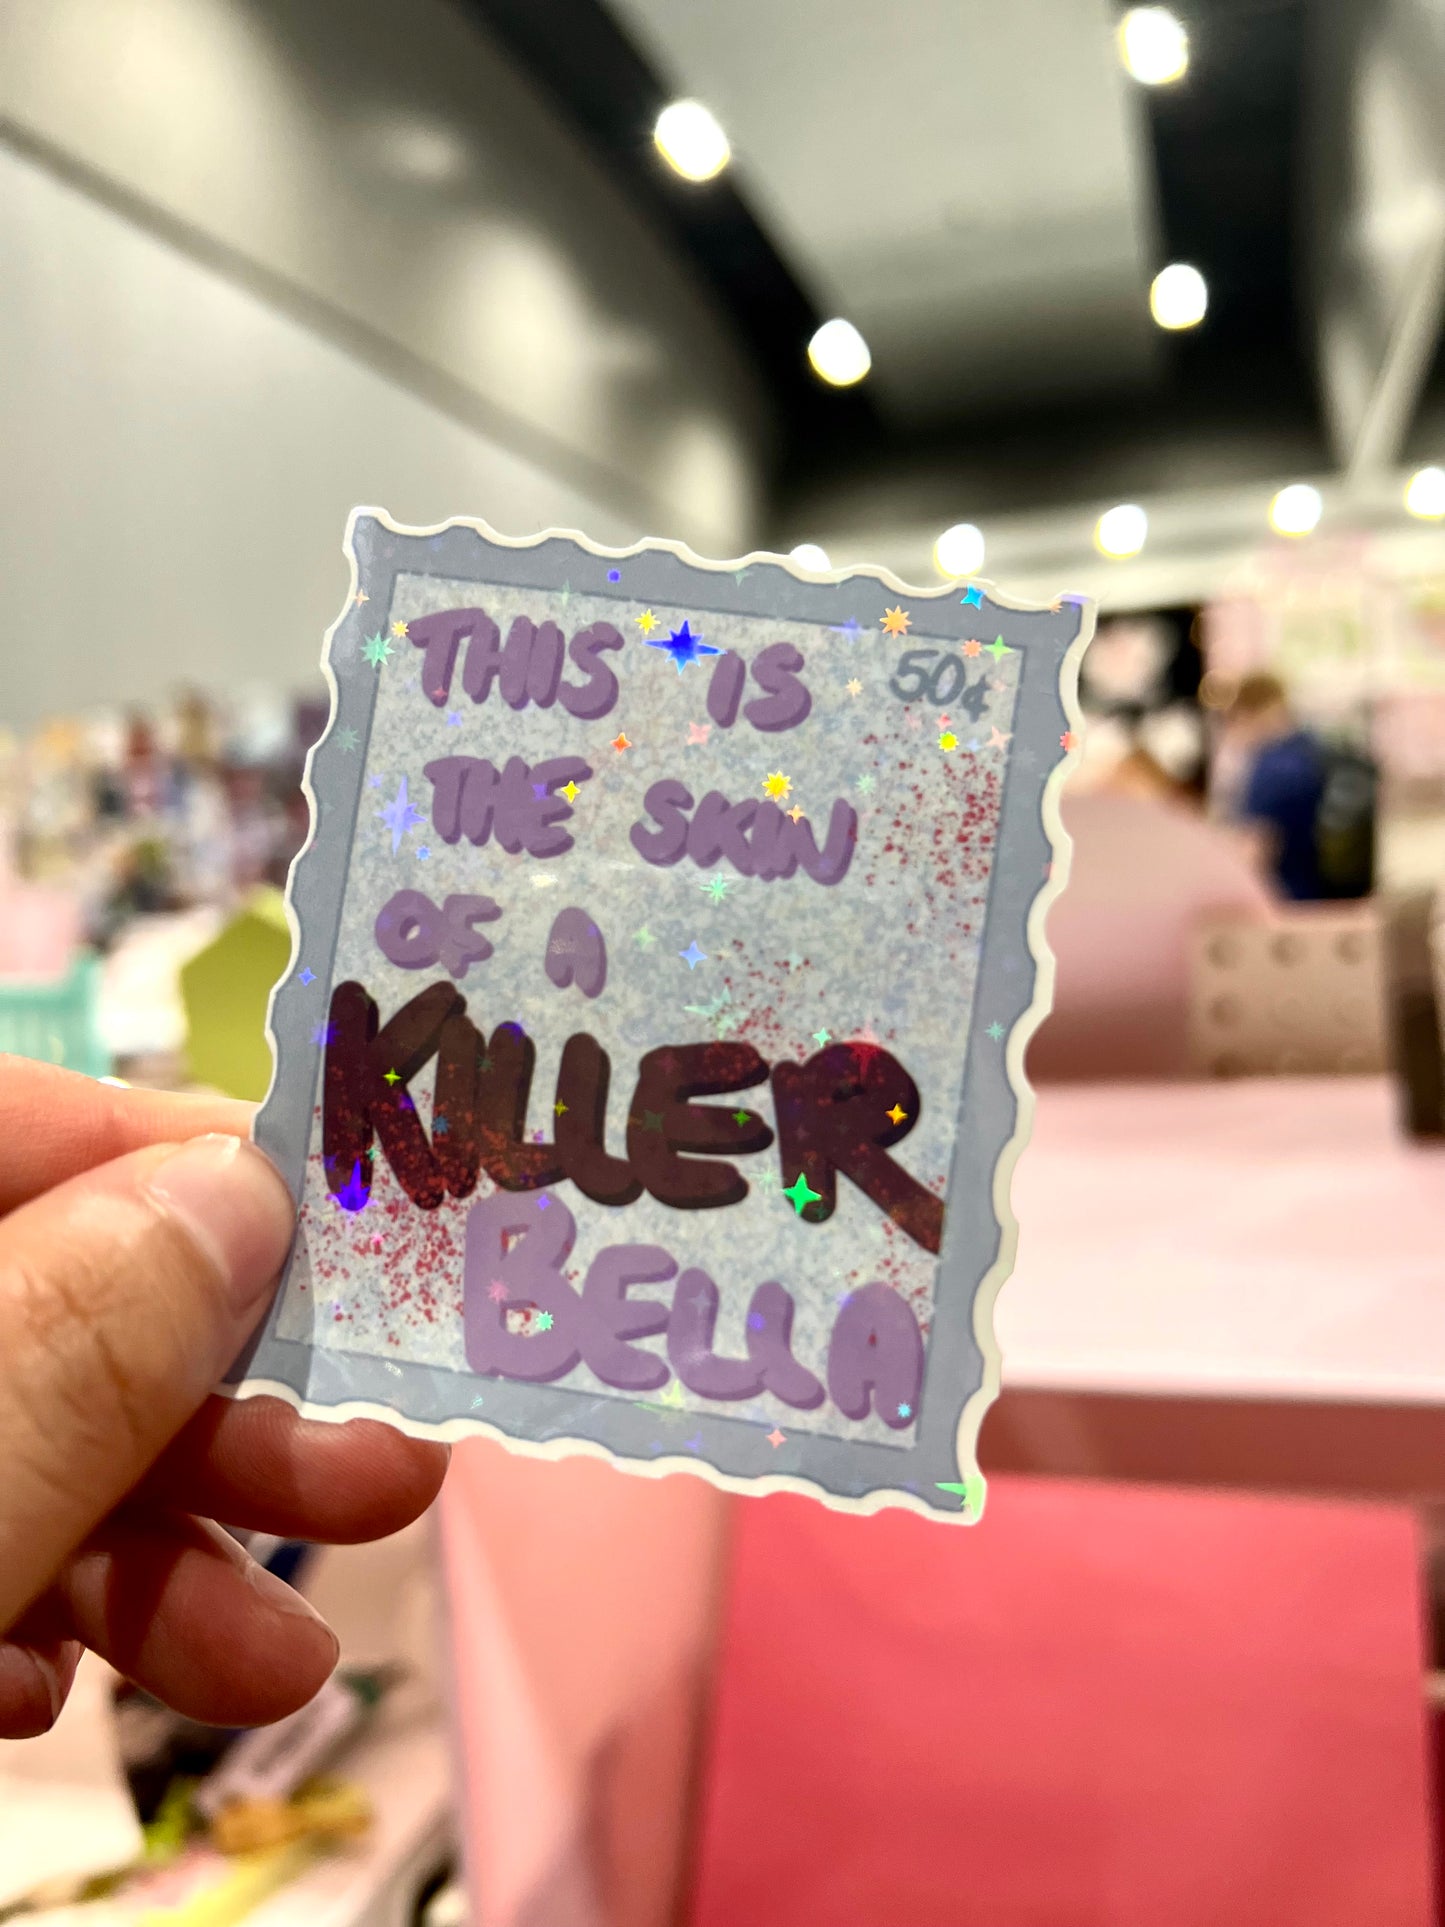 THIS IS
50¢
THE SKIN
OF A
KILLER
BELLA